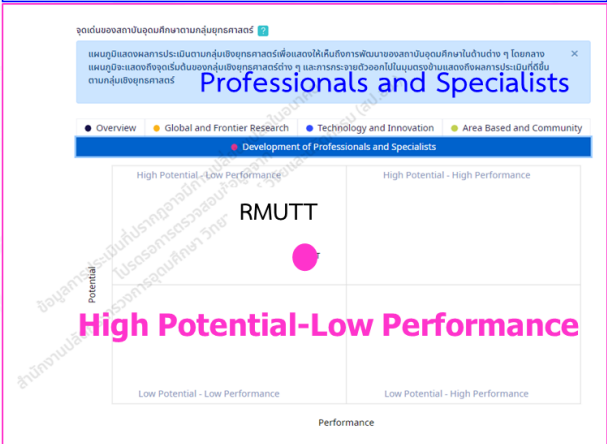 จุดเด่นของสถาบันอุดมศึกษาตามกลุ่มยุทธศาสตร์ ?
แผนภูมิแสดงผลการประเมินตามกลุ่มเชิงยุทธศาสตร์เพื่อแสดงให้เห็นถึงการพัฒนาของสถาบันอุดมศึกษาในด้านต่าง ๆ โดยกลาง ×
แผนภูมิจะแสดงถึงจุดเริ่มต้นของกลุ่มเชิงยุทธศาสตร์ต่าง ๆ และการกระจายตัวออกไปในมุมตรงข้ามแสดงถึงผลการประเมินที่ดีขึ้น
ตามกลุ่มเชิงยุทธศาสตร์
Professionals and Specialists
Overview Global and Frontier Research Technology and Innovation Area Based and Community
Development of Professionals and Specialists
High Potential - Low Performance High Potential - High Performance
RMUTT
Potential
High Potential-Low Performance
Low Potential - Low Performance Low Potential - High Performance
Performance